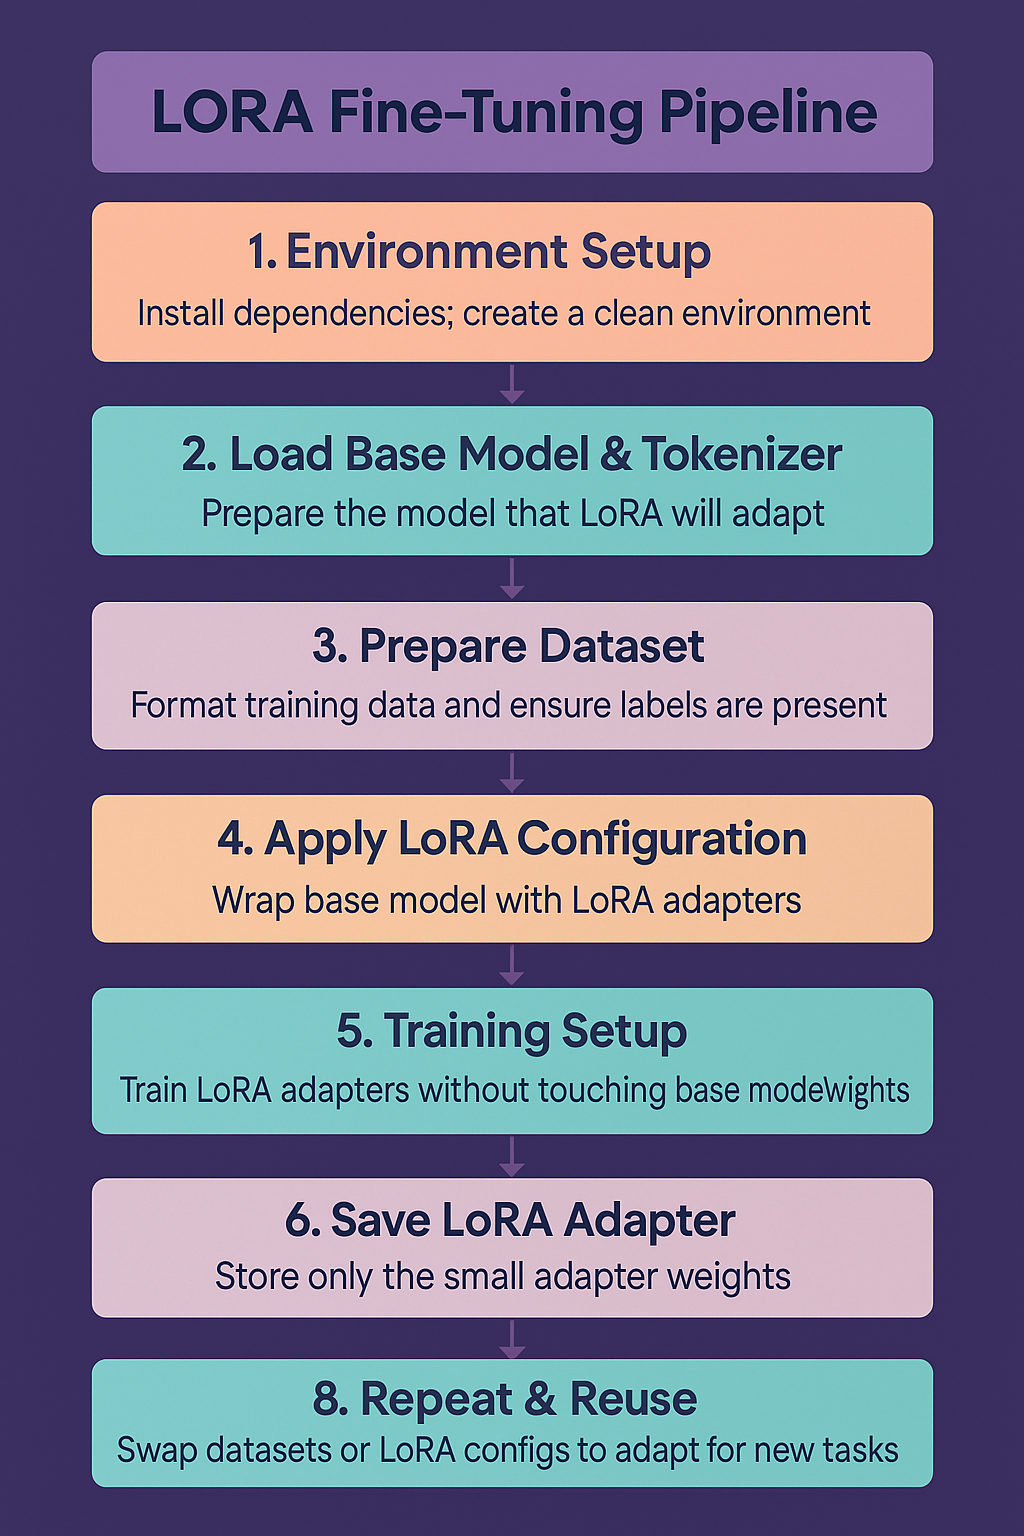 LORA Fine-Tuning Pipeline
1. Environment Setup
Install dependencies; create a clean environment
2. Load Base Model & Tokenizer
Prepare the model that LoRA will adapt
3. Prepare Dataset
Format training data and ensure labels are present
4. Apply LoRA Configuration
Wrap base model with LoRA adapters
5. Training Setup
Train LoRA adapters without touching base modeWights
6. Save LoRA Adapter
Store only the small adapter weights
8. Repeat & Reuse
Swap datasets or LoRA configs to adapt for new tasks